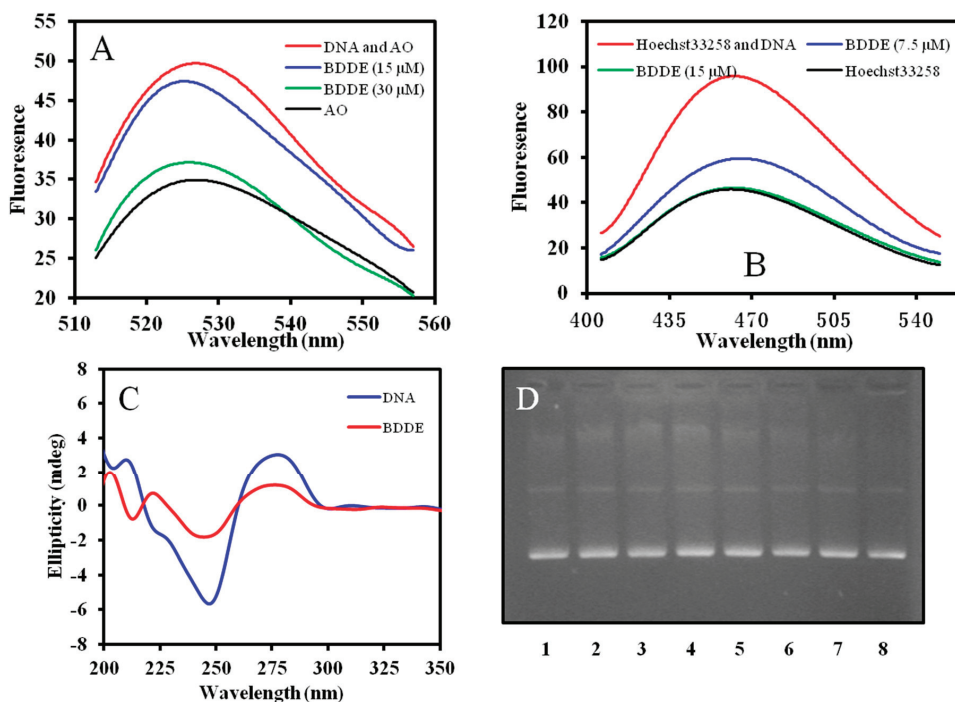 A
Fluoresence
55
50
45
40
35
30
25
20
DNA and AO
BDDE (15 µM)
BDDE (30 µM)
AO
510 520 530 540 550 560
Wavelength (nm)
B
Fluoresence
120
100
80
60
40
20
0
Hoechst33258 and DNA BDDE (7.5 µM)
BDDE (15 µM) Hoechst33258
400 435 470 505 540
Wavelength (nm)
C
Ellipticity (mdeg)
8
6
4
2
0
-2
-4
-6
-8
DNA
BDDE
200 225 250 275 300 325 350
Wavelength (nm)
D
1 2 3 4 5 6 7 8